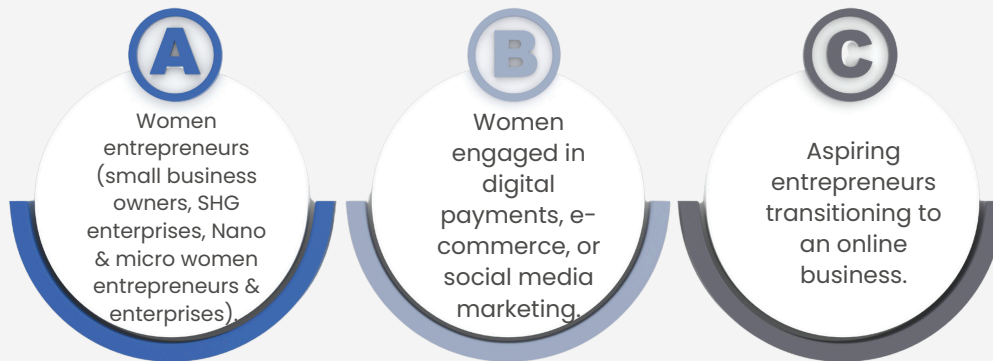 A
Women
entrepreneurs
(small business
owners, SHG
enterprises, Nano
& micro women
entrepreneurs &
enterprises).
B
Women
engaged in
digital
payments, e-
commerce, or
social media
marketing.
C
Aspiring
entrepreneurs
transitioning to
an online
business.